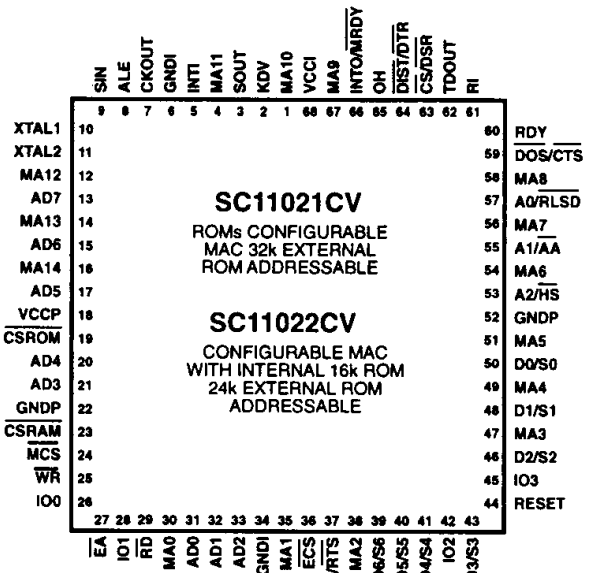 SIN
ALE
CKOUT
GNDI
INTI
MA11
SOUT
KDV
MA10
VCCI
MA9
INTO/MRDY
OH
DIST/DTR
CS/DSR
TDOUT
RI
9 8 7 6 5 4 3 2 1 68 67 66 65 64 63 62 61
XTAL1 10
XTAL2 11
MA12 12
AD7 13
MA13 14
AD6 15
MA14 16
AD5 17
VCCP 18
CSROM 19
AD4 20
AD3 21
GNDP 22
CSRAM 23
MCS 24
WR 25
IO0 26
SC11021CV
ROMs CONFIGURABLE
MAC 32k EXTERNAL
ROM ADDRESSABLE
SC11022CV
CONFIGURABLE MAC
WITH INTERNAL 16k ROM
24k EXTERNAL ROM
ADDRESSABLE
60 RDY
59 DOS/CTS
58 MA8
57 A0/RLSD
56 MA7
55 A1/AA
54 MA6
53 A2/HS
52 GNDP
51 MA5
50 D0/S0
49 MA4
48 D1/S1
47 MA3
46 D2/S2
45 IO3
44 RESET
27 28 29 30 31 32 33 34 35 36 37 38 39 40 41 42 43
EA
IO1
RD
MA0
AD0
AD1
AD2
GNDI
MA1
ECS
/RTS
MA2
D6/S6
D5/S5
D4/S4
IO2
D3/S3